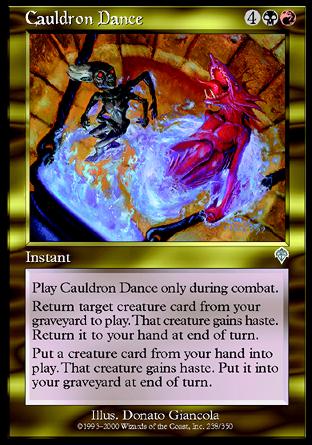 Cauldron Dance 4
Instant
Play Cauldron Dance only during combat.
Return target creature card from your
graveyard to play. That creature gains haste.
Return it to your hand at end of turn.
Put a creature card from your hand into
play. That creature gains haste. Put it into
your graveyard at end of turn.
Illus. Donato Giancola
©1993-2000 Wizards of the Coast, Inc. 238/350